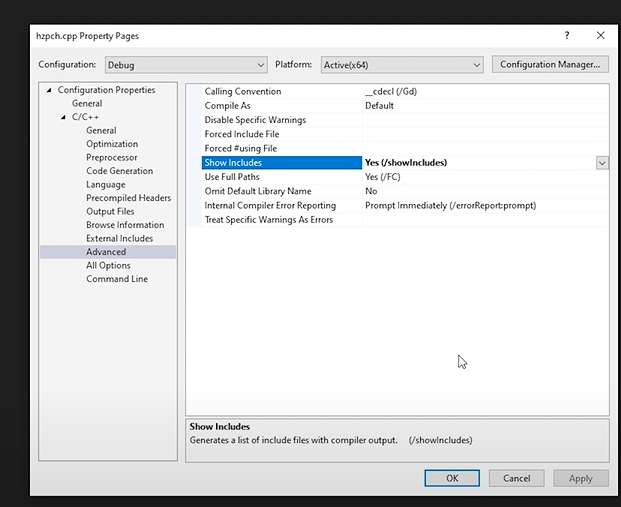 hzpch.cpp Property Pages
?
Configuration: Debug Platform: Active(x64) Configuration Manager...
Configuration Properties
General
C/C++
General
Optimization
Preprocessor
Code Generation
Language
Precompiled Headers
Output Files
Browse Information
External Includes
Advanced
All Options
Command Line
Calling Convention __cdecl (/Gd)
Compile As Default
Disable Specific Warnings
Forced Include File
Forced #using File
Show Includes Yes (/showIncludes)
Use Full Paths Yes (/FC)
Omit Default Library Name No
Internal Compiler Error Reporting Prompt Immediately (/errorReport:prompt)
Treat Specific Warnings As Errors
Show Includes
Generates a list of include files with compiler output. (/showIncludes)
OK Cancel Apply